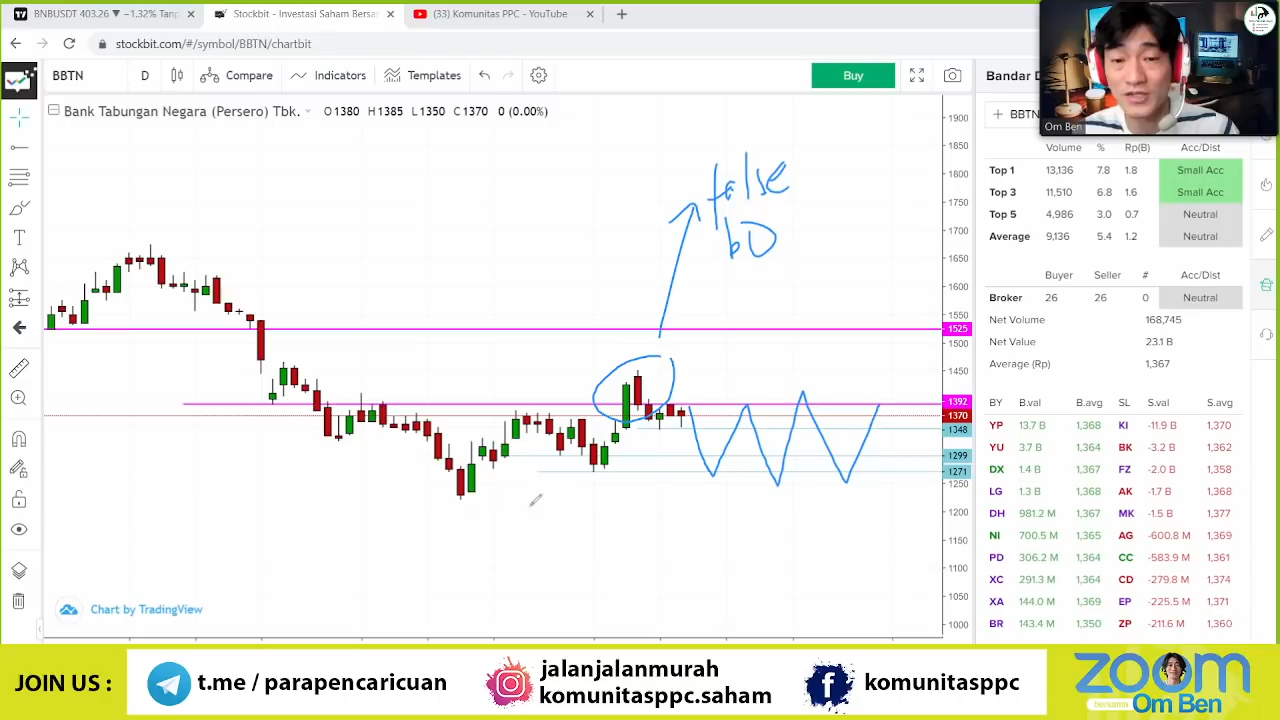 BNBUSDT 403.26 ▼ −1.32% Tanp
Stockbit - Investasi Saham Bersa
(33) Komunitas PPC - YouTube
stockbit.com/#/symbol/BBTN/chartbit
BBTN D Compare Indicators Templates Buy
Bank Tabungan Negara (Persero) Tbk. O1380 H1385 L1350 C1370 0 (0.00%)
false
bO
1900
1800
1750
1700
1650
1600
1550
1525
1500
1450
1400
1392
1370
1348
1299
1271
1250
1200
1150
1100
1050
1000
Chart by TradingView
Om Ben
Bandar D
+ BBTN
Volume % Rp(B) Acc/Dist
Top 1 13,136 7.8 1.8 Small Acc
Top 3 11,510 6.8 1.6 Small Acc
Top 5 4,986 3.0 0.7 Neutral
Average 9,136 5.4 1.2 Neutral
Buyer Seller # Acc/Dist
Broker 26 26 0 Neutral
Net Volume 168,745
Net Value 23.1 B
Average (Rp) 1,367
BY B.val B.avg SL S.val S.avg
YP 13.7 B 1,368 KI -11.9 B 1,370
YU 3.7 B 1,364 BK -3.2 B 1,362
DX 1.4 B 1,367 FZ -2.0 B 1,358
LG 1.3 B 1,368 AK -1.7 B 1,368
DH 981.2 M 1,367 MK -1.5 B 1,377
NI 700.5 M 1,365 AG -600.8 M 1,369
PD 306.2 M 1,364 CC -583.9 M 1,361
XC 291.3 M 1,364 CD -279.8 M 1,374
XA 144.0 M 1,369 EP -225.5 M 1,371
BR 143.4 M 1,350 ZP -211.6 M 1,360
JOIN US :
t.me / parapencaricuan
jalanjalanmurah
komunitasppc.saham
komunitasppc
zoom
bersama
Om Ben